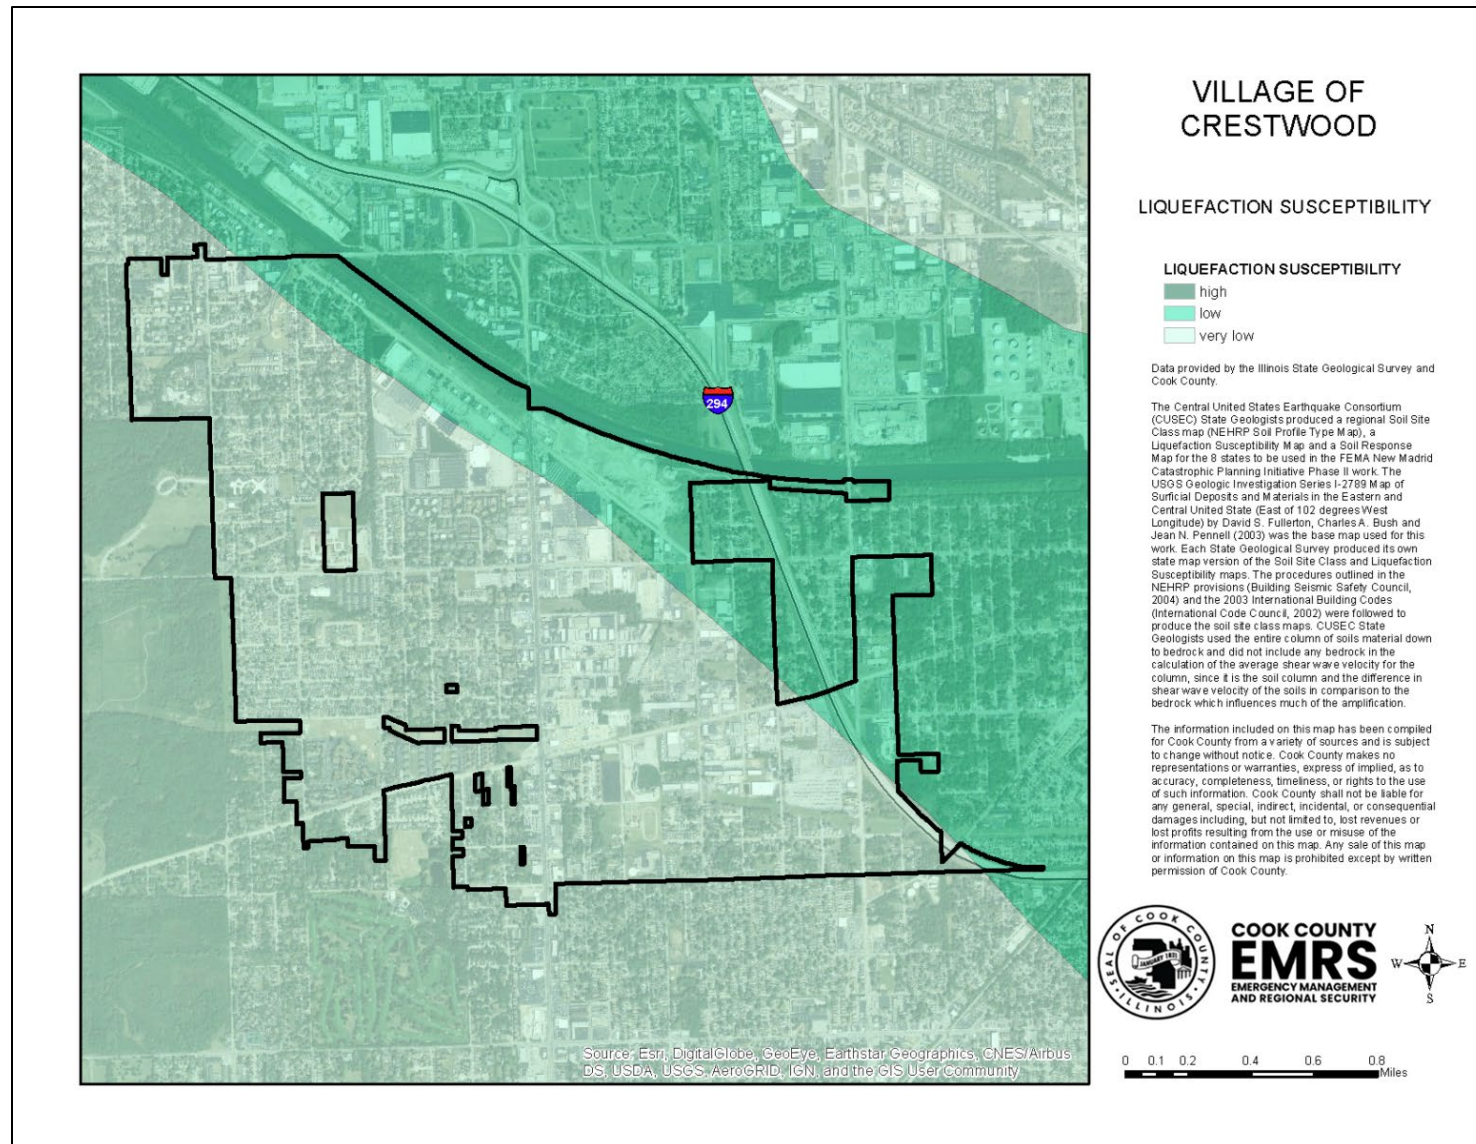 VILLAGE OF
CRESTWOOD
LIQUEFACTION SUSCEPTIBILITY
LIQUEFACTION SUSCEPTIBILITY
high
low
very low
Data provided by the Illinois State Geological Survey and
Cook County.
The Central United States Earthquake Consortium
(CUSEC) State Geologists produced a regional Soil Site
Class map (NEHRP Soil Profile Type Map), a
Liquefaction Susceptibility Map and a Soil Response
Map for the 8 states to be used in the FEMA New Madrid
Catastrophic Planning Initiative Phase II work. The
USGS Geologic Investigation Series I-2789 Map of
Surficial Deposits and Materials in the Eastern and
Central United State (East of 102 degrees West
Longitude) by David S. Fullerton, Charles A. Bush and
Jean N. Pennell (2003) was the base map used for this
work. Each State Geological Survey produced its own
state map version of the Soil Site Class and Liquefaction
Susceptibility maps. The procedures outlined in the
NEHRP provisions (Building Seismic Safety Council,
2004) and the 2003 International Building Codes
(International Code Council, 2002) were followed to
produce the soil site class maps. CUSEC State
Geologists used the entire column of soils material down
to bedrock and did not include any bedrock in the
calculation of the average shear wave velocity for the
column, since it is the soil column and the difference in
shear wave velocity of the soils in comparison to the
bedrock which influences much of the amplification.
The information included on this map has been compiled
for Cook County from a variety of sources and is subject
to change without notice. Cook County makes no
representations or warranties, express of implied, as to
accuracy, completeness, timeliness, or rights to the use
of such information. Cook County shall not be liable for
any general, special, indirect, incidental, or consequential
damages including, but not limited to, lost revenues or
lost profits resulting from the use or misuse of the
information contained on this map. Any sale of this map
or information on this map is prohibited except by written
permission of Cook County.
294
Source: Esri, DigitalGlobe, GeoEye, Earthstar Geographics, CNES/Airbus
DS, USDA, USGS, AeroGRID, IGN, and the GIS User Community
SEAL OF COOK COUNTY
JANUARY 1831
ILLINOIS
COOK COUNTY
EMRS
EMERGENCY MANAGEMENT
AND REGIONAL SECURITY
N
W E
S
0 0.1 0.2 0.4 0.6 0.8
Miles